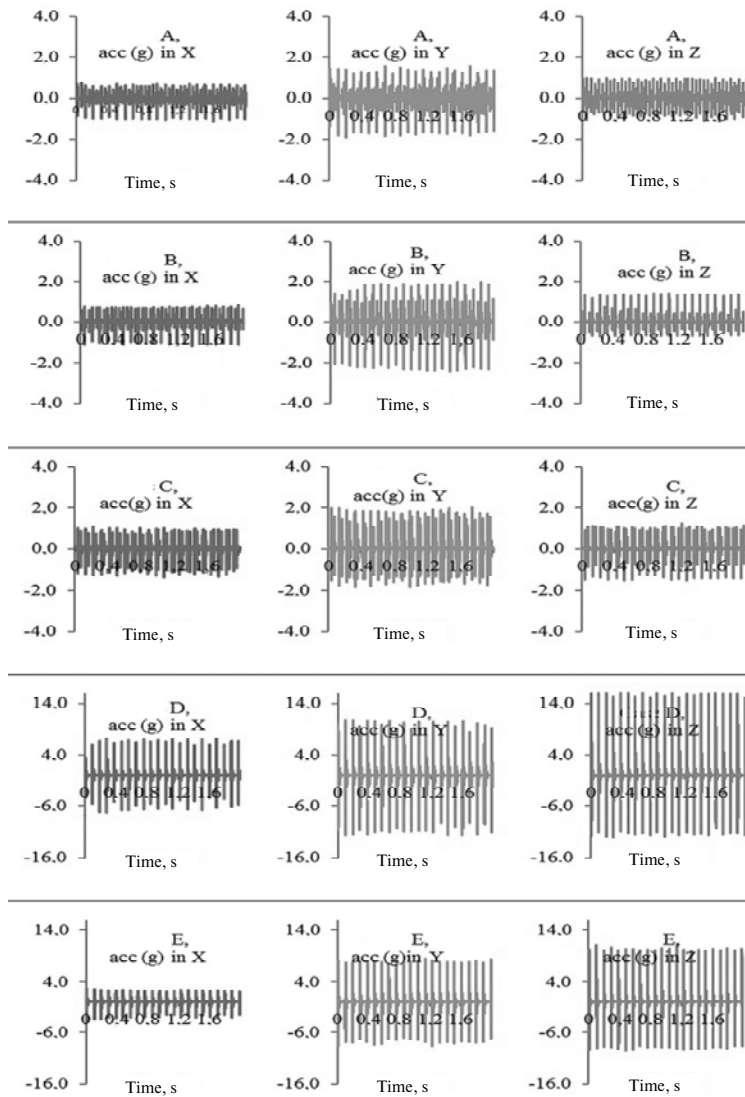 4.0 4.0 4.0
A, A, A,
acc (g) in X acc (g) in Y acc (g) in Z
2.0 2.0 2.0
0.0 0.0 0.0
0 0.4 0.8 1.2 1.6 0 0.4 0.8 1.2 1.6 0 0.4 0.8 1.2 1.6
-2.0 -2.0 -2.0
-4.0 -4.0 -4.0
Time, s Time, s Time, s
4.0 4.0 4.0
B, B, B,
acc (g) in X acc (g) in Y acc (g) in Z
2.0 2.0 2.0
0.0 0.0 0.0
0 0.4 0.8 1.2 1.6 0 0.4 0.8 1.2 1.6 0 0.4 0.8 1.2 1.6
-2.0 -2.0 -2.0
-4.0 -4.0 -4.0
Time, s Time, s Time, s
4.0 4.0 4.0
C, C, C,
acc(g) in X acc(g) in Y acc(g) in Z
2.0 2.0 2.0
0.0 0.0 0.0
0 0.4 0.8 1.2 1.6 0 0.4 0.8 1.2 1.6 0 0.4 0.8 1.2 1.6
-2.0 -2.0 -2.0
-4.0 -4.0 -4.0
Time, s Time, s Time, s
14.0 14.0 14.0
D, D, D,
acc (g) in X acc (g) in Y acc (g) in Z
4.0 4.0 4.0
0 0.4 0.8 1.2 1.6 0 0.4 0.8 1.2 1.6 0 0.4 0.8 1.2 1.6
-6.0 -6.0 -6.0
-16.0 -16.0 -16.0
Time, s Time, s Time, s
14.0 14.0 14.0
E, E, E,
acc (g) in X acc (g)in Y acc (g) in Z
4.0 4.0 4.0
0 0.4 0.8 1.2 1.6 0 0.4 0.8 1.2 1.6 0 0.4 0.8 1.2 1.6
-6.0 -6.0 -6.0
-16.0 -16.0 -16.0
Time, s Time, s Time, s